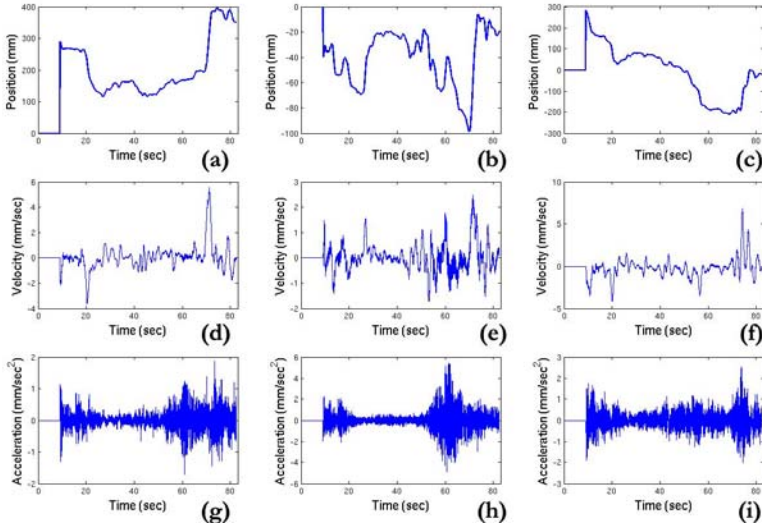 Position (mm)
400
300
200
100
0
0 20 40 60 80
Time (sec)
(a)
Position (mm)
0
-20
-40
-60
-80
-100
0 20 40 60 80
Time (sec)
(b)
Position (mm)
300
200
100
0
-100
-200
-300
0 20 40 60 80
Time (sec)
(c)
Velocity (mm/sec)
6
4
2
0
-2
-4
0 20 40 60 80
Time (sec)
(d)
Velocity (mm/sec)
3
2
1
0
-1
-2
0 20 40 60 80
Time (sec)
(e)
Velocity (mm/sec)
10
5
0
-5
0 20 40 60 80
Time (sec)
(f)
Acceleration (mm/sec²)
2
1
0
-1
-2
0 20 40 60 80
Time (sec)
(g)
Acceleration (mm/sec²)
6
4
2
0
-2
-4
-6
0 20 40 60 80
Time (sec)
(h)
Acceleration (mm/sec²)
3
2
1
0
-1
-2
-3
0 20 40 60 80
Time (sec)
(i)